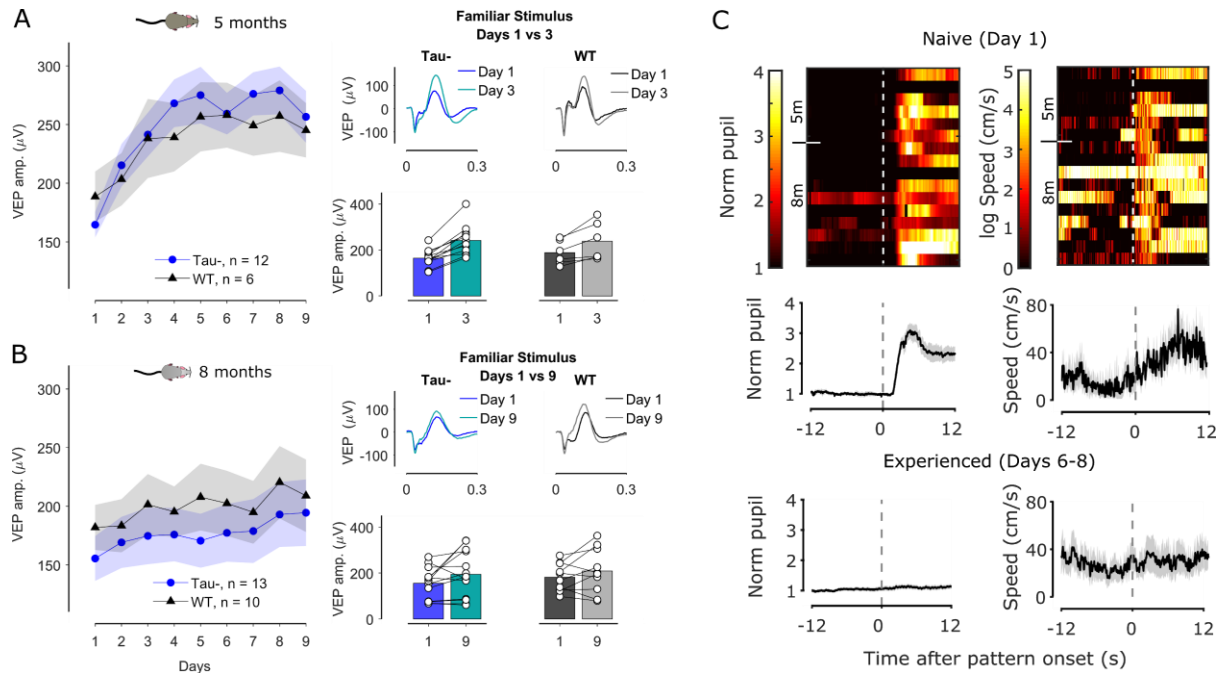 A
5 months
VEP amp. (μV)
300
250
200
150
Tau-, n = 12
WT, n = 6
1 2 3 4 5 6 7 8 9
Familiar Stimulus
Days 1 vs 3
Tau-
WT
VEP (μV)
100
0
-100
Day 1
Day 3
Day 1
Day 3
0 0.3
0 0.3
VEP amp. (μV)
400
200
0
1 3
1 3
B
8 months
VEP amp. (μV)
300
250
200
150
Tau-, n = 13
WT, n = 10
1 2 3 4 5 6 7 8 9
Days
Familiar Stimulus
Days 1 vs 9
Tau-
WT
VEP (μV)
100
0
-100
Day 1
Day 9
Day 1
Day 9
0 0.3
0 0.3
VEP amp. (μV)
400
200
0
1 9
1 9
C
Naive (Day 1)
Norm pupil
4
3
2
1
5m
8m
log Speed (cm/s)
5
4
3
2
1
0
5m
8m
Norm pupil
4
3
2
1
-12 0 12
Speed (cm/s)
80
40
0
-12 0 12
Experienced (Days 6-8)
Norm pupil
4
3
2
1
-12 0 12
Speed (cm/s)
80
40
0
-12 0 12
Time after pattern onset (s)